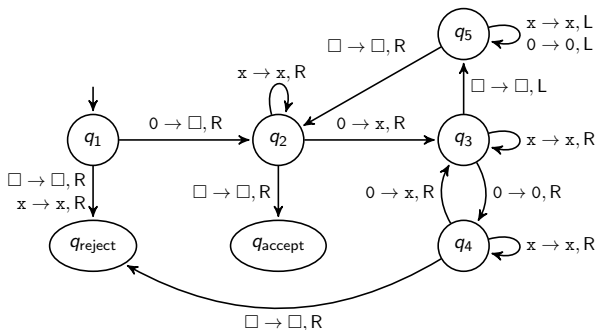 q5
x → x, L
0 → 0, L
□ → □, R
x → x, R
□ → □, L
0 → □, R
0 → x, R
q1
q2
q3
x → x, R
□ → □, R
x → x, R
□ → □, R
0 → x, R
0 → 0, R
qreject
qaccept
q4
x → x, R
□ → □, R